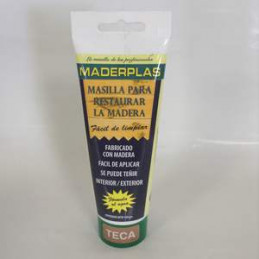 La masilla de los profesionales
MADERPLAS
MASILLA PARA
RESTAURAR
LA MADERA
Fácil de limpiar
FABRICADO
CON MADERA
FACIL DE APLICAR
SE PUEDE TEÑIR
INTERIOR / EXTERIOR
TECA